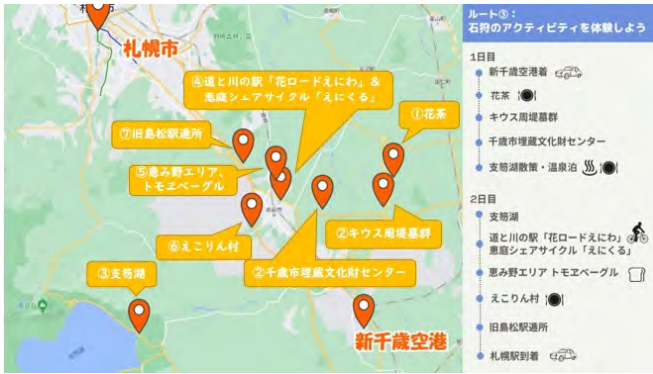 札幌市
④道と川の駅「花ロードえにわ」&
恵庭シェアサイクル「えにくる」
①花茶
⑦旧島松駅逓所
⑤恵み野エリア、
トモヱベーグル
②キウス周堤墓群
⑥えこりん村
②千歳市埋蔵文化財センター
③支笏湖
新千歳空港
ルート③：
石狩のアクティビティを体験しよう
1日目
新千歳空港着
花茶
キウス周堤墓群
千歳市埋蔵文化財センター
支笏湖散策・温泉泊
2日目
支笏湖
道と川の駅「花ロードえにわ」
恵庭シェアサイクル「えにくる」
恵み野エリア トモヱベーグル
えこりん村
旧島松駅逓所
札幌駅到着